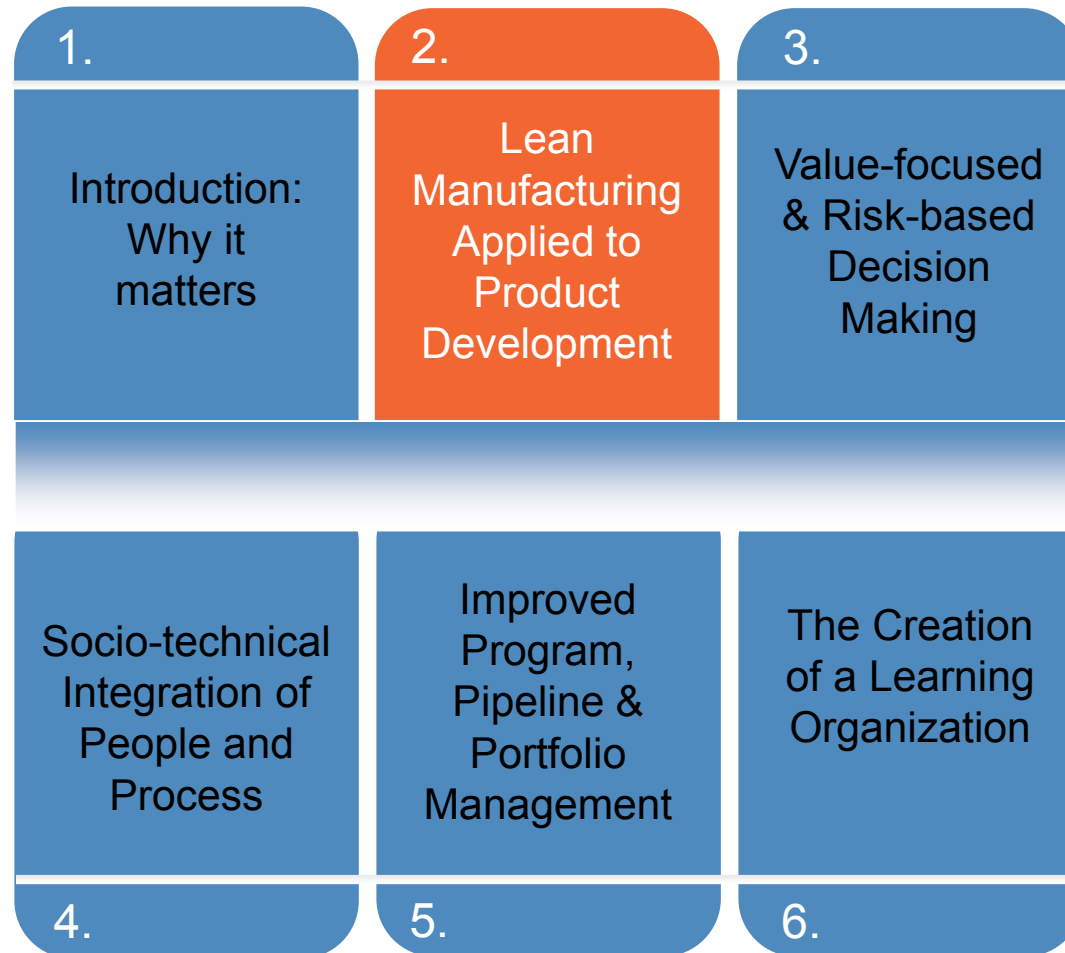 1.
Introduction:
Why it
matters
2.
Lean
Manufacturing
Applied to
Product
Development
3.
Value-focused
& Risk-based
Decision
Making
Socio-technical
Integration of
People and
Process
4.
Improved
Program,
Pipeline &
Portfolio
Management
5.
The Creation
of a Learning
Organization
6.